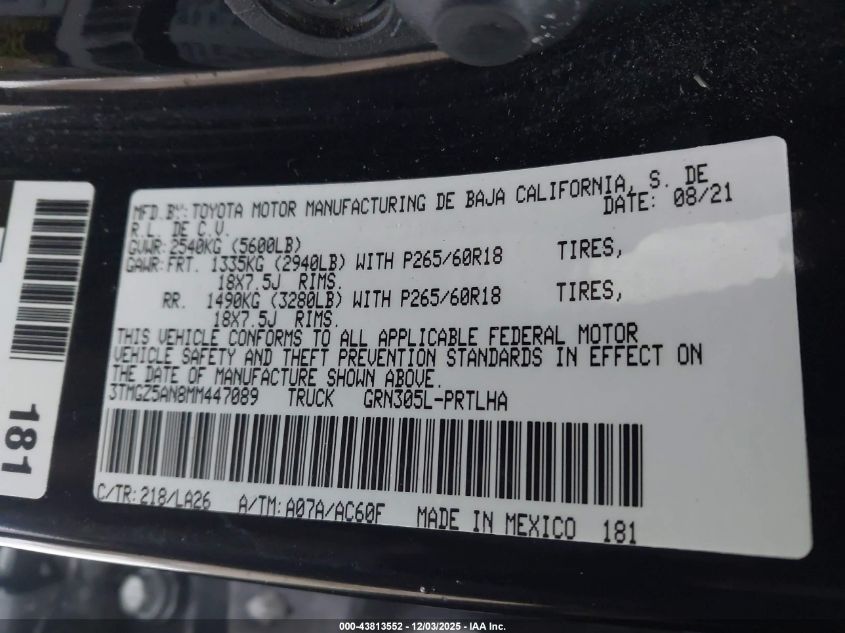 MFD.BY: TOYOTA MOTOR MANUFACTURING DE BAJA CALIFORNIA, S. DE
R.L. DE C.V. DATE: 08/21
GVWR: 2540KG (5600LB)
GAWR: FRT. 1335KG (2940LB) WITH P265/60R18 TIRES,
18X7.5J RIMS.
RR. 1490KG (3280LB) WITH P265/60R18 TIRES,
18X7.5J RIMS.
THIS VEHICLE CONFORMS TO ALL APPLICABLE FEDERAL MOTOR
VEHICLE SAFETY AND THEFT PREVENTION STANDARDS IN EFFECT ON
THE DATE OF MANUFACTURE SHOWN ABOVE.
3TMGZ5AN8MM447089 TRUCK GRN305L-PRTLHA
C/TR: 218/LA26 A/TM: A07A/AC60F MADE IN MEXICO 181
181
000-43813552 - 12/03/2025 - IAA Inc.